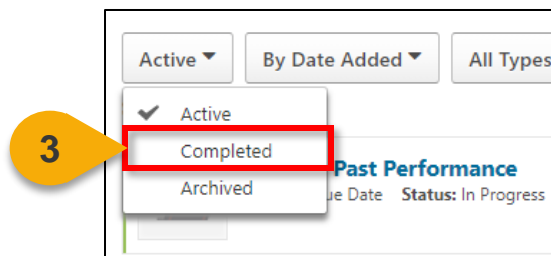 Active By Date Added All Types
Active
3 Completed
Past Performance
Archived
ue Date Status: In Progress